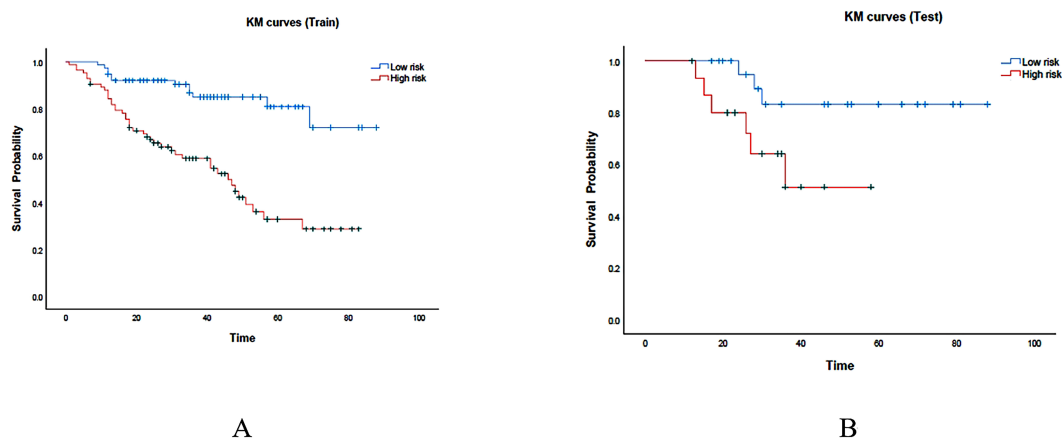 KM curves (Train)
Low risk
High risk
Survival Probability
1.0
0.8
0.6
0.4
0.2
0.0
0 20 40 60 80 100
Time
A
KM curves (Test)
Low risk
High risk
Survival Probability
1.0
0.8
0.6
0.4
0.2
0.0
0 20 40 60 80 100
Time
B